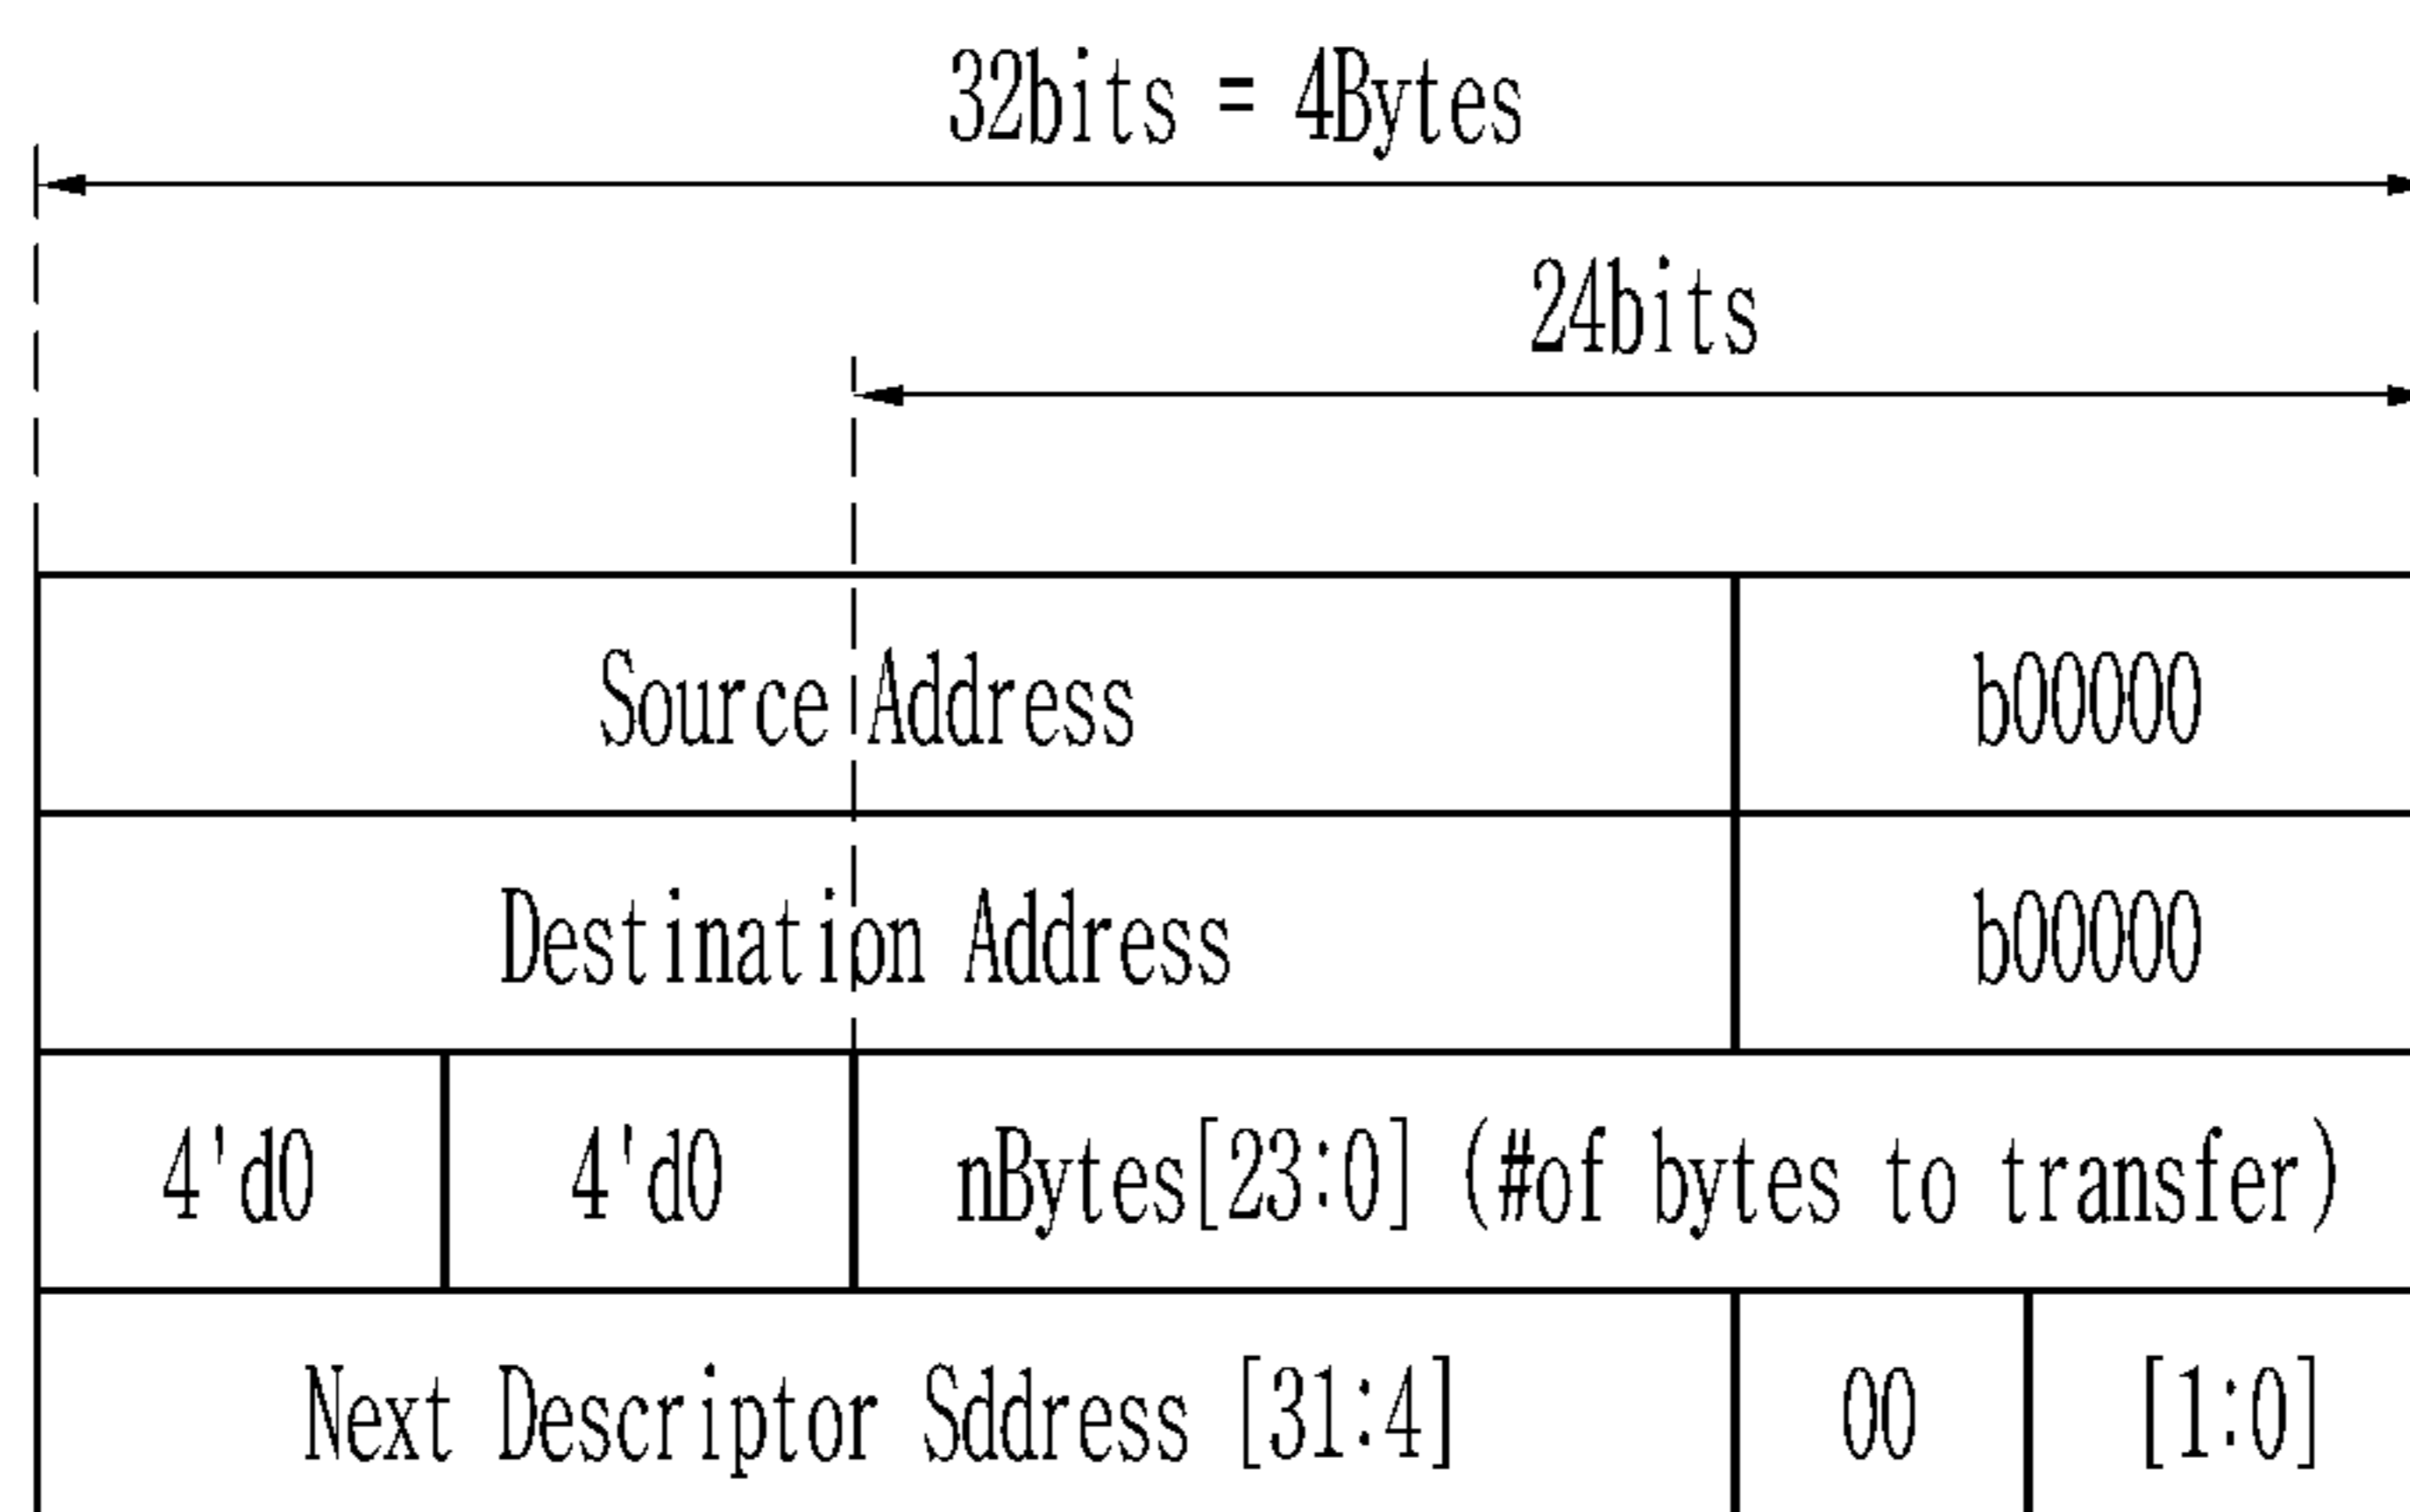 32bits = 4Bytes
24bits
Source Address b00000
Destination Address b00000
4'd0 4'd0 nBytes[23:0] (#of bytes to transfer)
Next Descriptor Sddress [31:4] 00 [1:0]